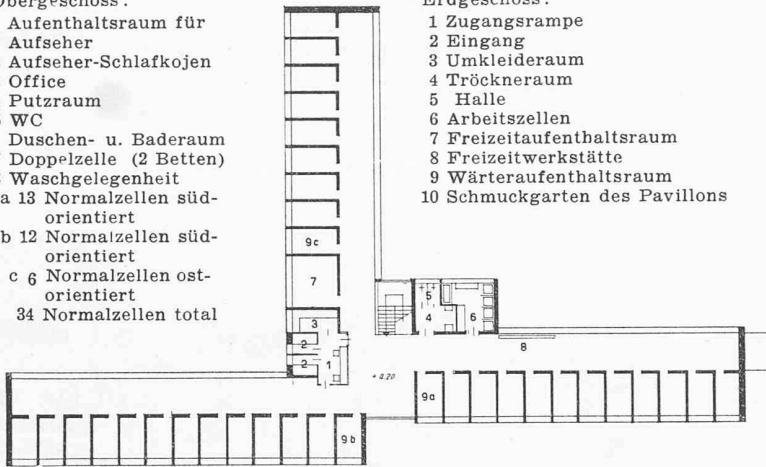 Obergeschoss:
Aufenthaltsraum für
Aufseher
Aufseher-Schlafkojen
Office
Putzraum
WC
Duschen- u. Baderaum
Doppelzelle (2 Betten)
Waschgelegenheit
a 13 Normalzellen süd-
orientiert
b 12 Normalzellen süd-
orientiert
c 6 Normalzellen ost-
orientiert
34 Normalzellen total
Erdgeschoss:
1 Zugangsrampe
2 Eingang
3 Umkleideraum
4 Tröckneraum
5 Halle
6 Arbeitszellen
7 Freizeitaufenthaltsraum
8 Freizeitwerkstätte
9 Wärteraufenthaltsraum
10 Schmuckgarten des Pavillons
9c
7
3
2
2
1
5
4
6
8
+ 4.20
9a
9b